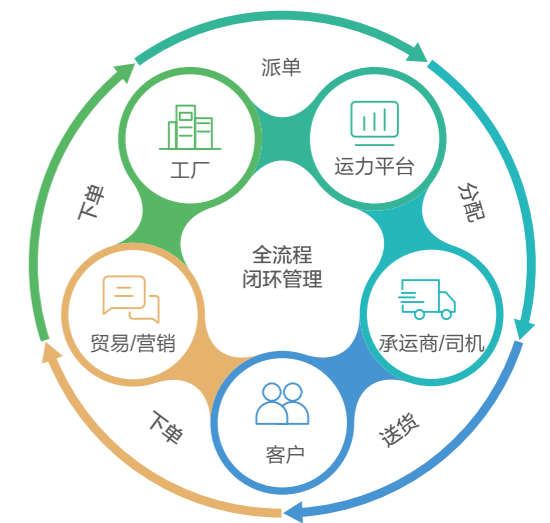 派单
工厂
运力平台
下单
分配
全流程
闭环管理
贸易/营销
承运商/司机
下单
送货
客户